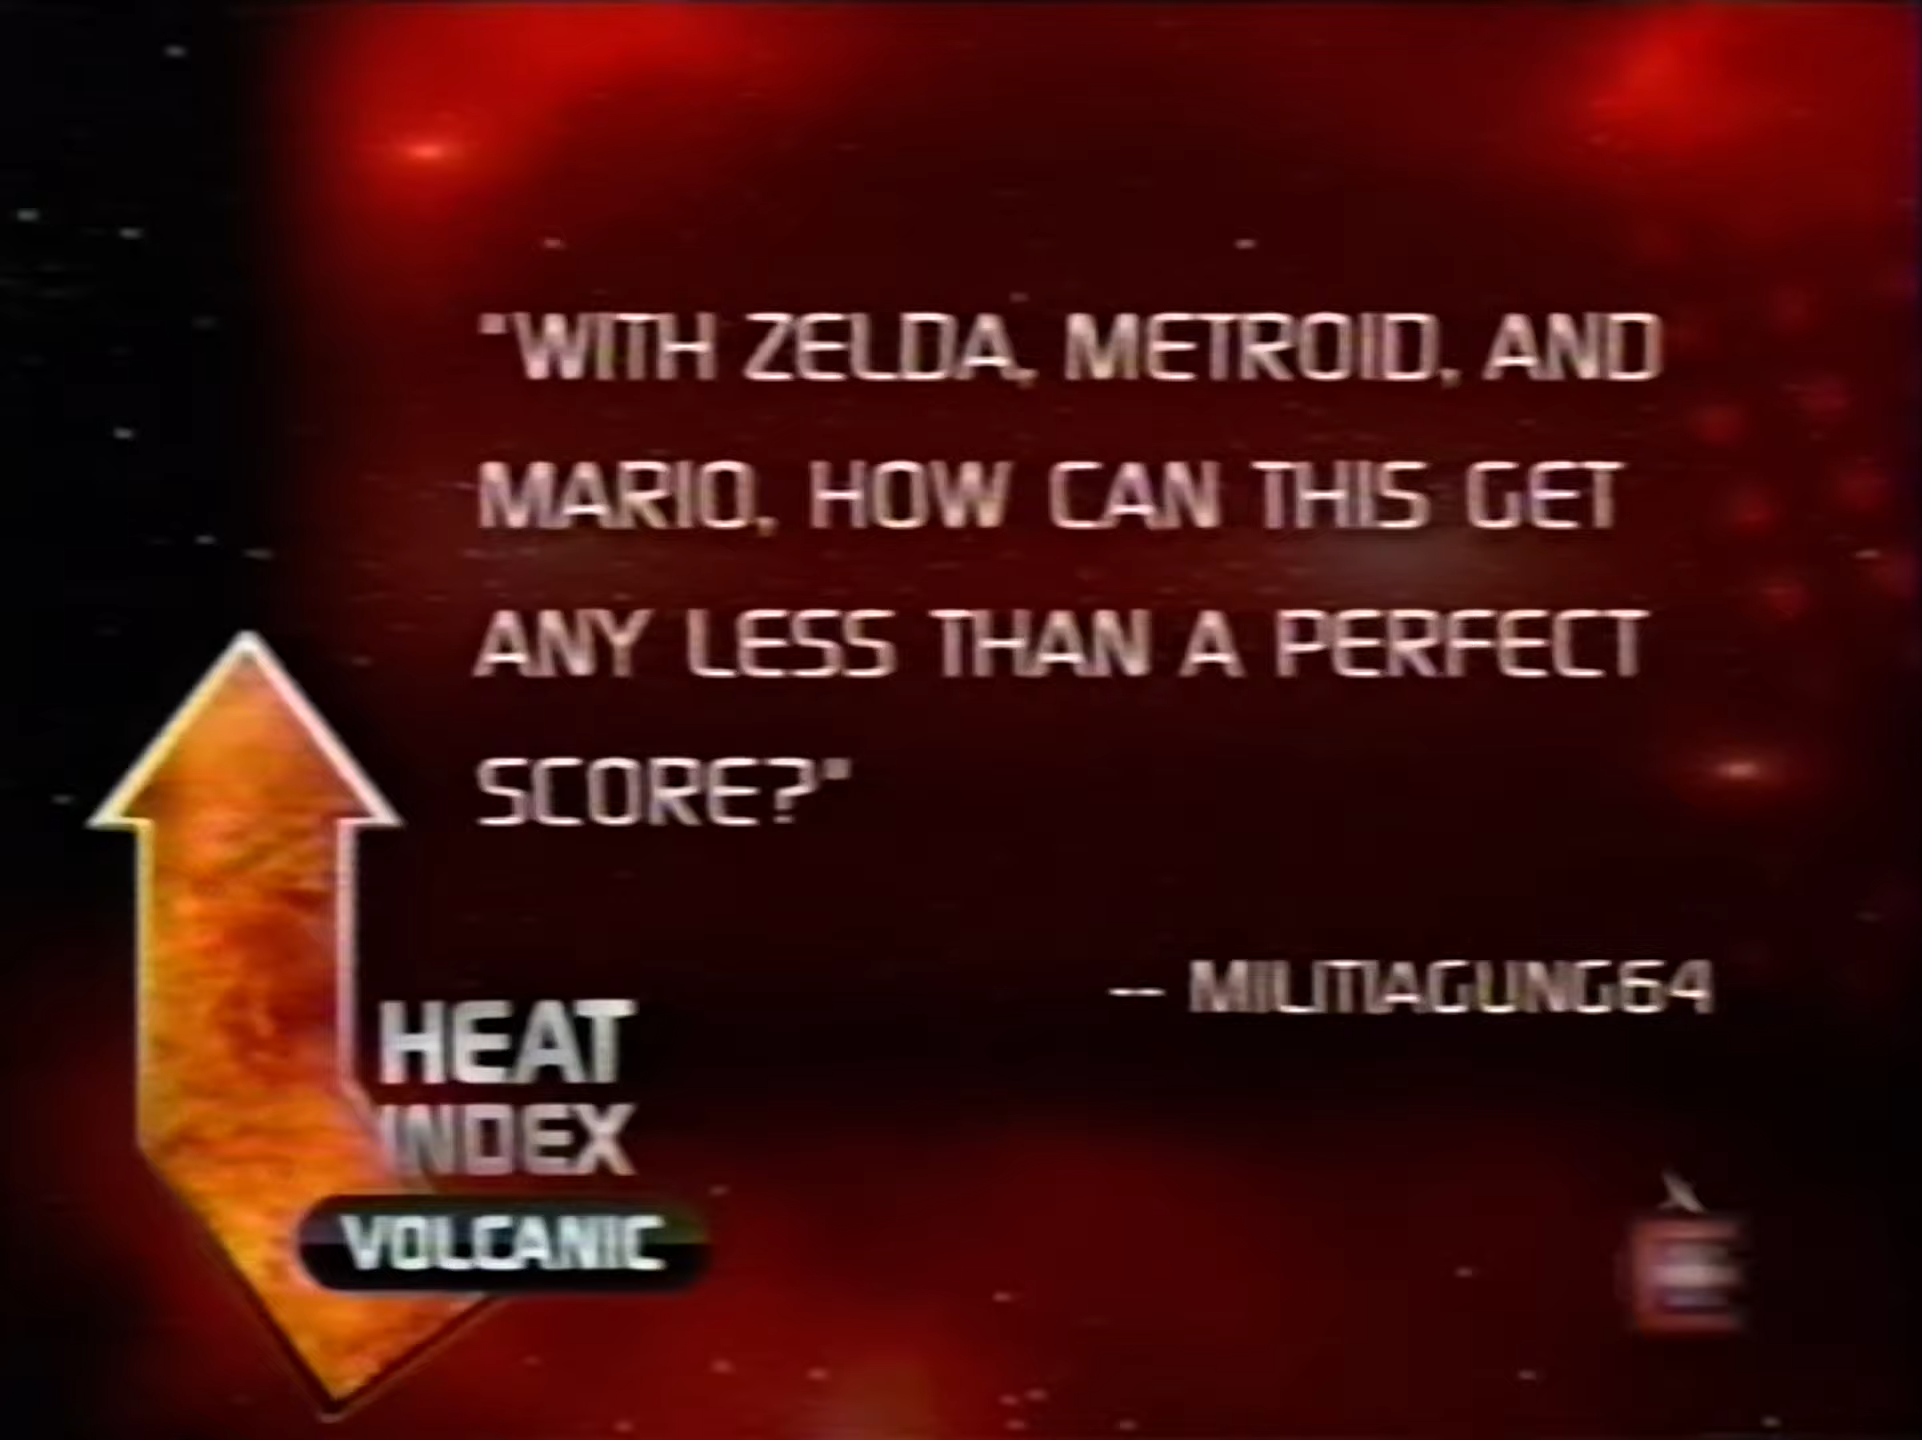 "WITH ZELDA, METROID, AND
MARIO, HOW CAN THIS GET
ANY LESS THAN A PERFECT
SCORE?"
-- MILITIAGUNG64
HEAT
INDEX
VOLCANIC